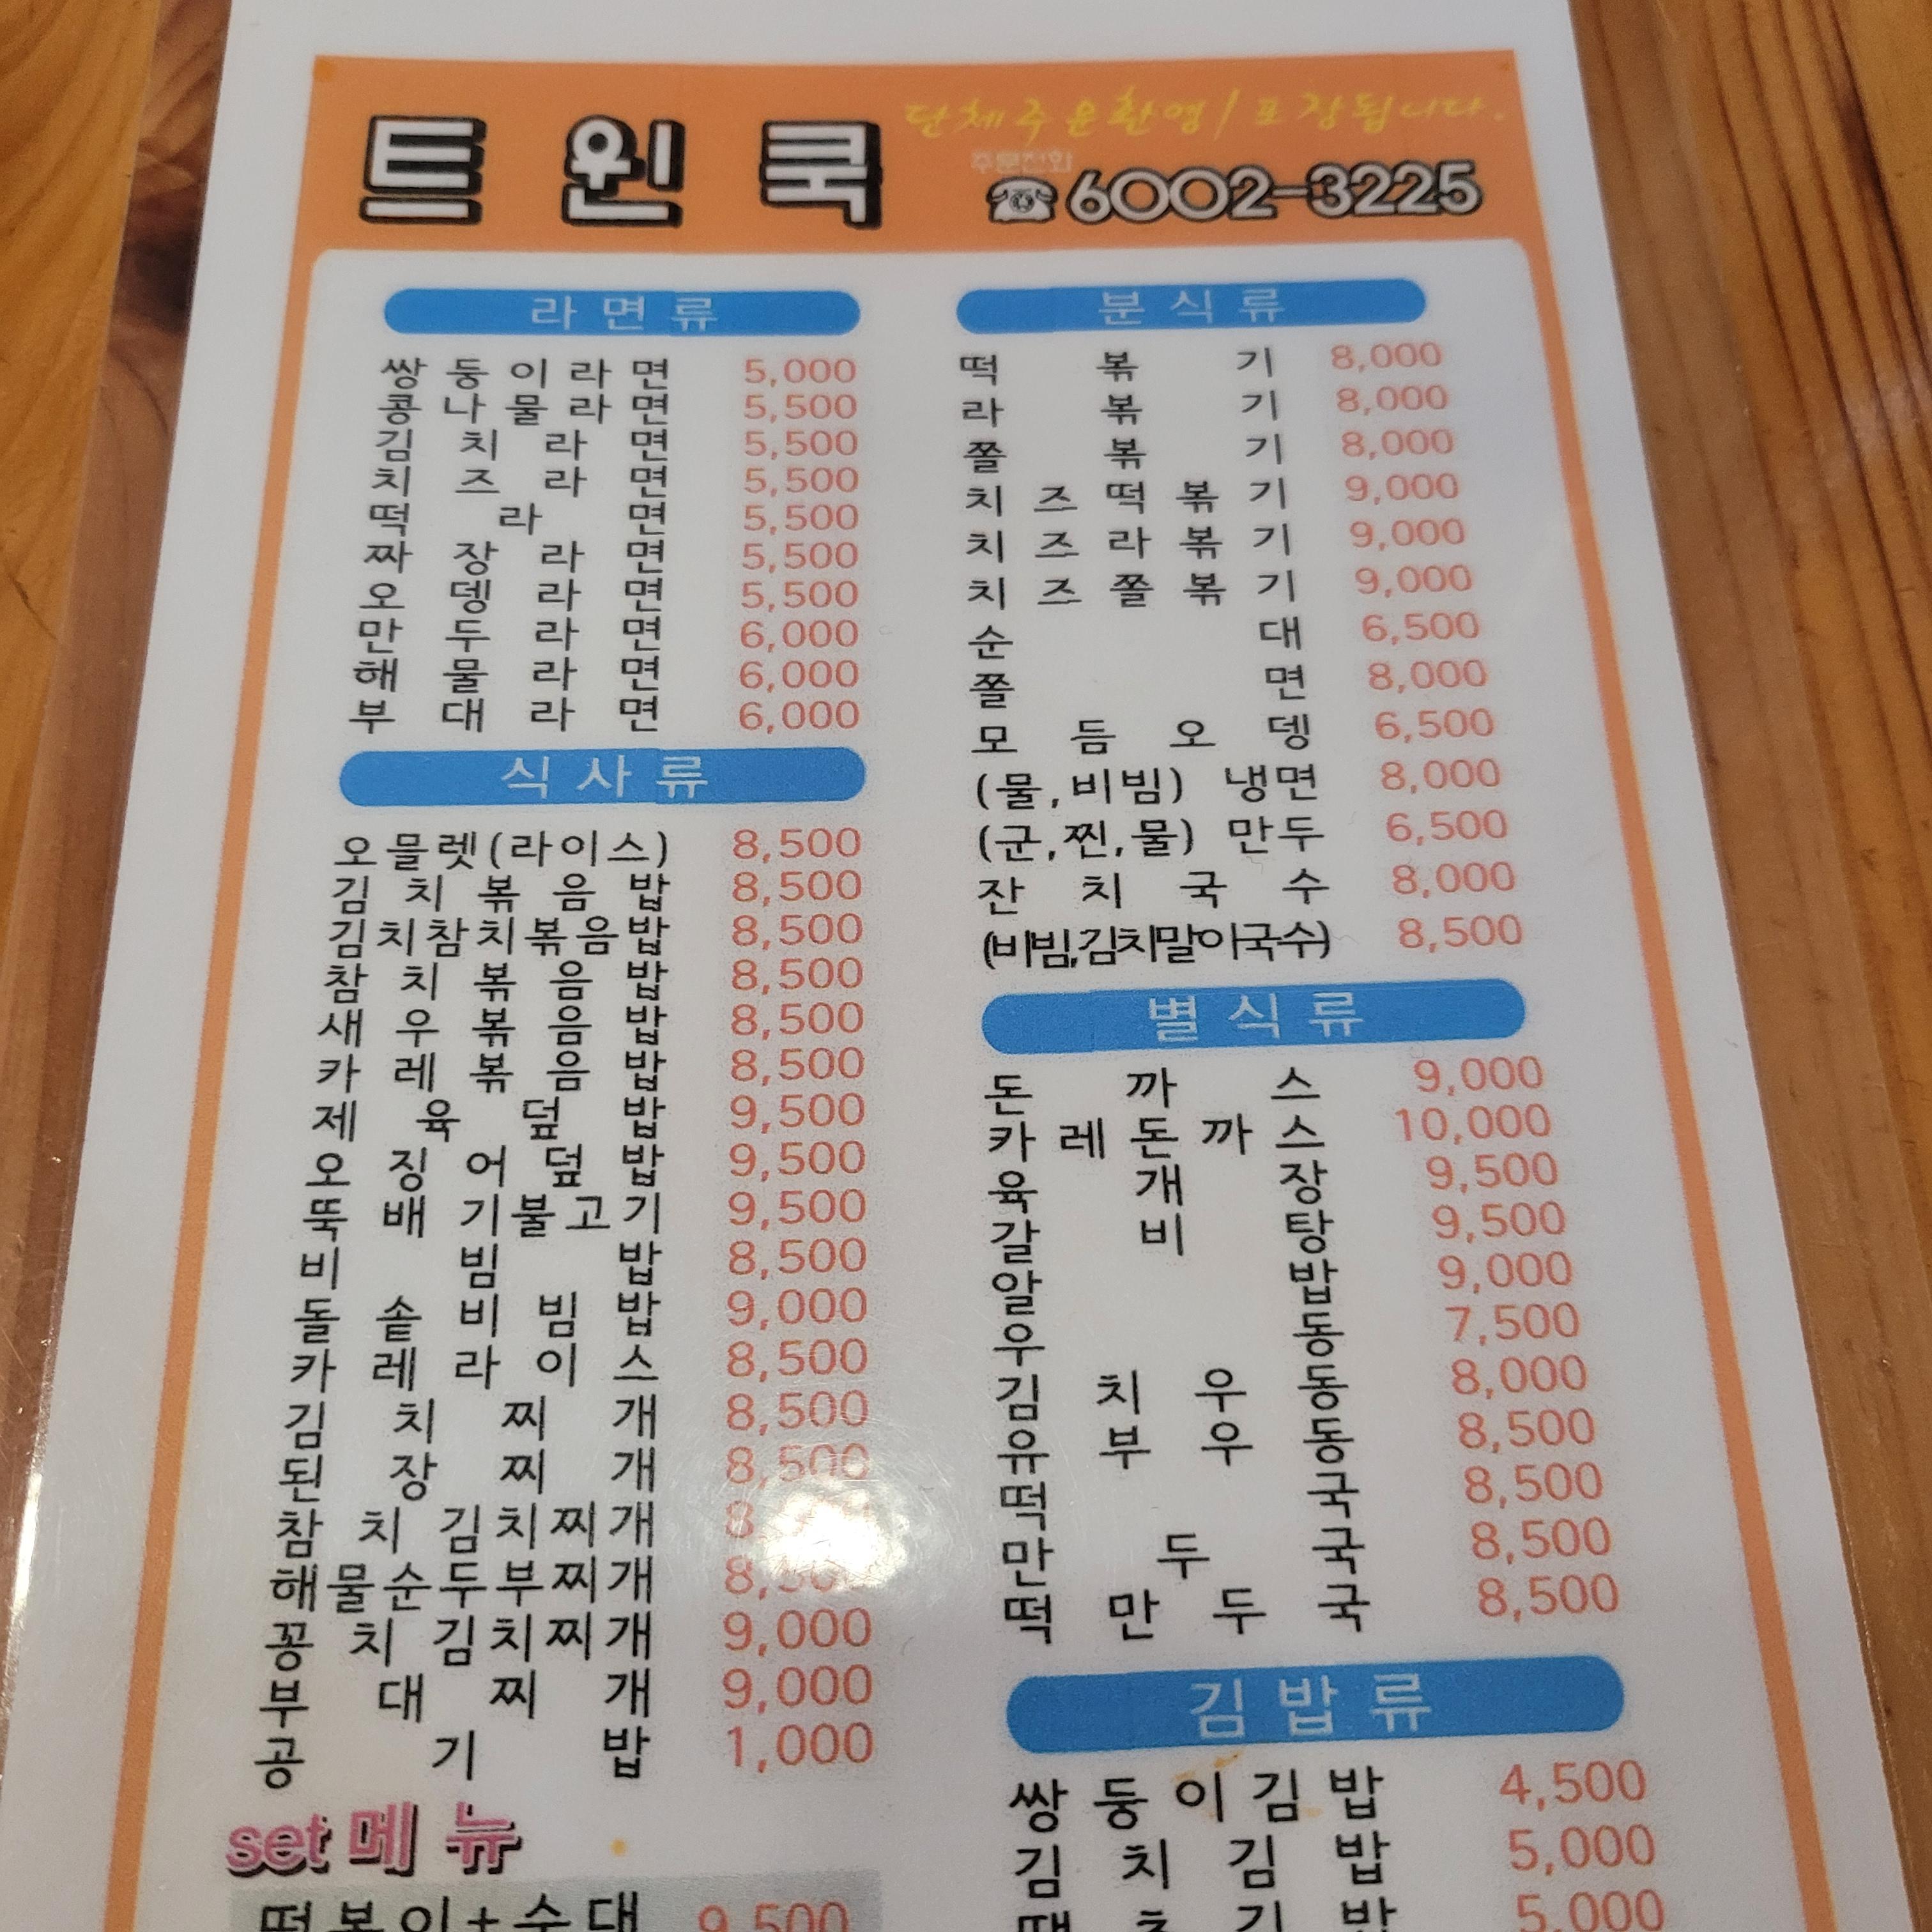 트윈쿡
단체주문환영/포장됩니다.
주문전화
6002-3225
라면류
쌍둥이라면 5,000
콩나물라면 5,500
김치라면 5,500
치즈라면 5,500
떡라면 5,500
짜장라면 5,500
오뎅라면 5,500
만두라면 6,000
해물라면 6,000
부대라면 6,000
식사류
오믈렛(라이스) 8,500
김치볶음밥 8,500
김치참치볶음밥 8,500
참치볶음밥 8,500
새우볶음밥 8,500
카레볶음밥 8,500
제육덮밥 9,500
오징어덮밥 9,500
뚝배기불고기 9,500
비빔밥 8,500
돌솥비빔밥 9,000
카레라이스 8,500
김치찌개 8,500
된장찌개 8,500
참치김치찌개
해물순두부찌개 8,500
꽁치김치찌개 9,000
부대찌개 9,000
공기밥 1,000
set메뉴
떡볶이+순대 9,500
분식류
떡볶기 8,000
라볶기 8,000
쫄볶기 8,000
치즈떡볶기 9,000
치즈라볶기 9,000
치즈쫄볶기 9,000
순대 6,500
쫄면 8,000
모듬오뎅 6,500
(물,비빔) 냉면 8,000
(군,찐,물) 만두 6,500
잔치국수 8,000
(비빔,김치말이국수) 8,500
별식류
돈까스 9,000
카레돈까스 10,000
육개장 9,500
갈비탕 9,500
알밥 9,000
우동 7,500
김치우동 8,000
유부우동 8,500
떡국 8,500
만두국 8,500
떡만두국 8,500
김밥류
쌍둥이김밥 4,500
김치김밥 5,000
김밥 5,000